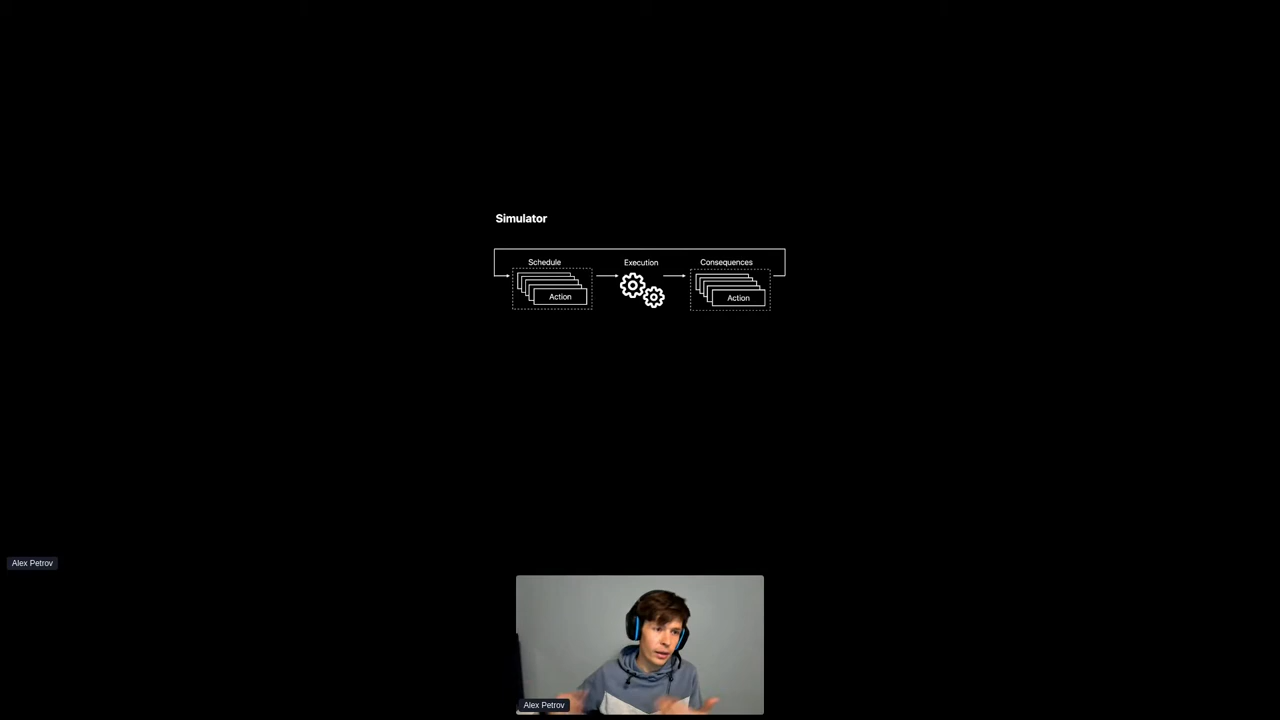 Simulator
Schedule
Execution
Consequences
Action
Action
Alex Petrov
Alex Petrov